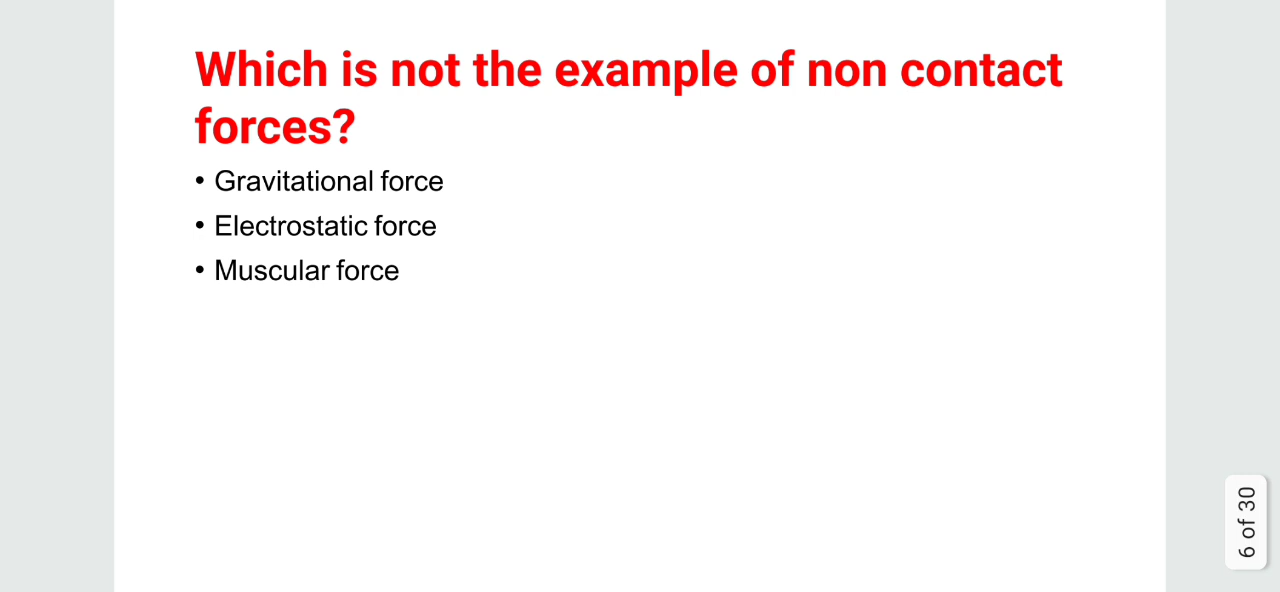 Which is not the example of non contact
forces?
• Gravitational force
• Electrostatic force
• Muscular force
6 of 30